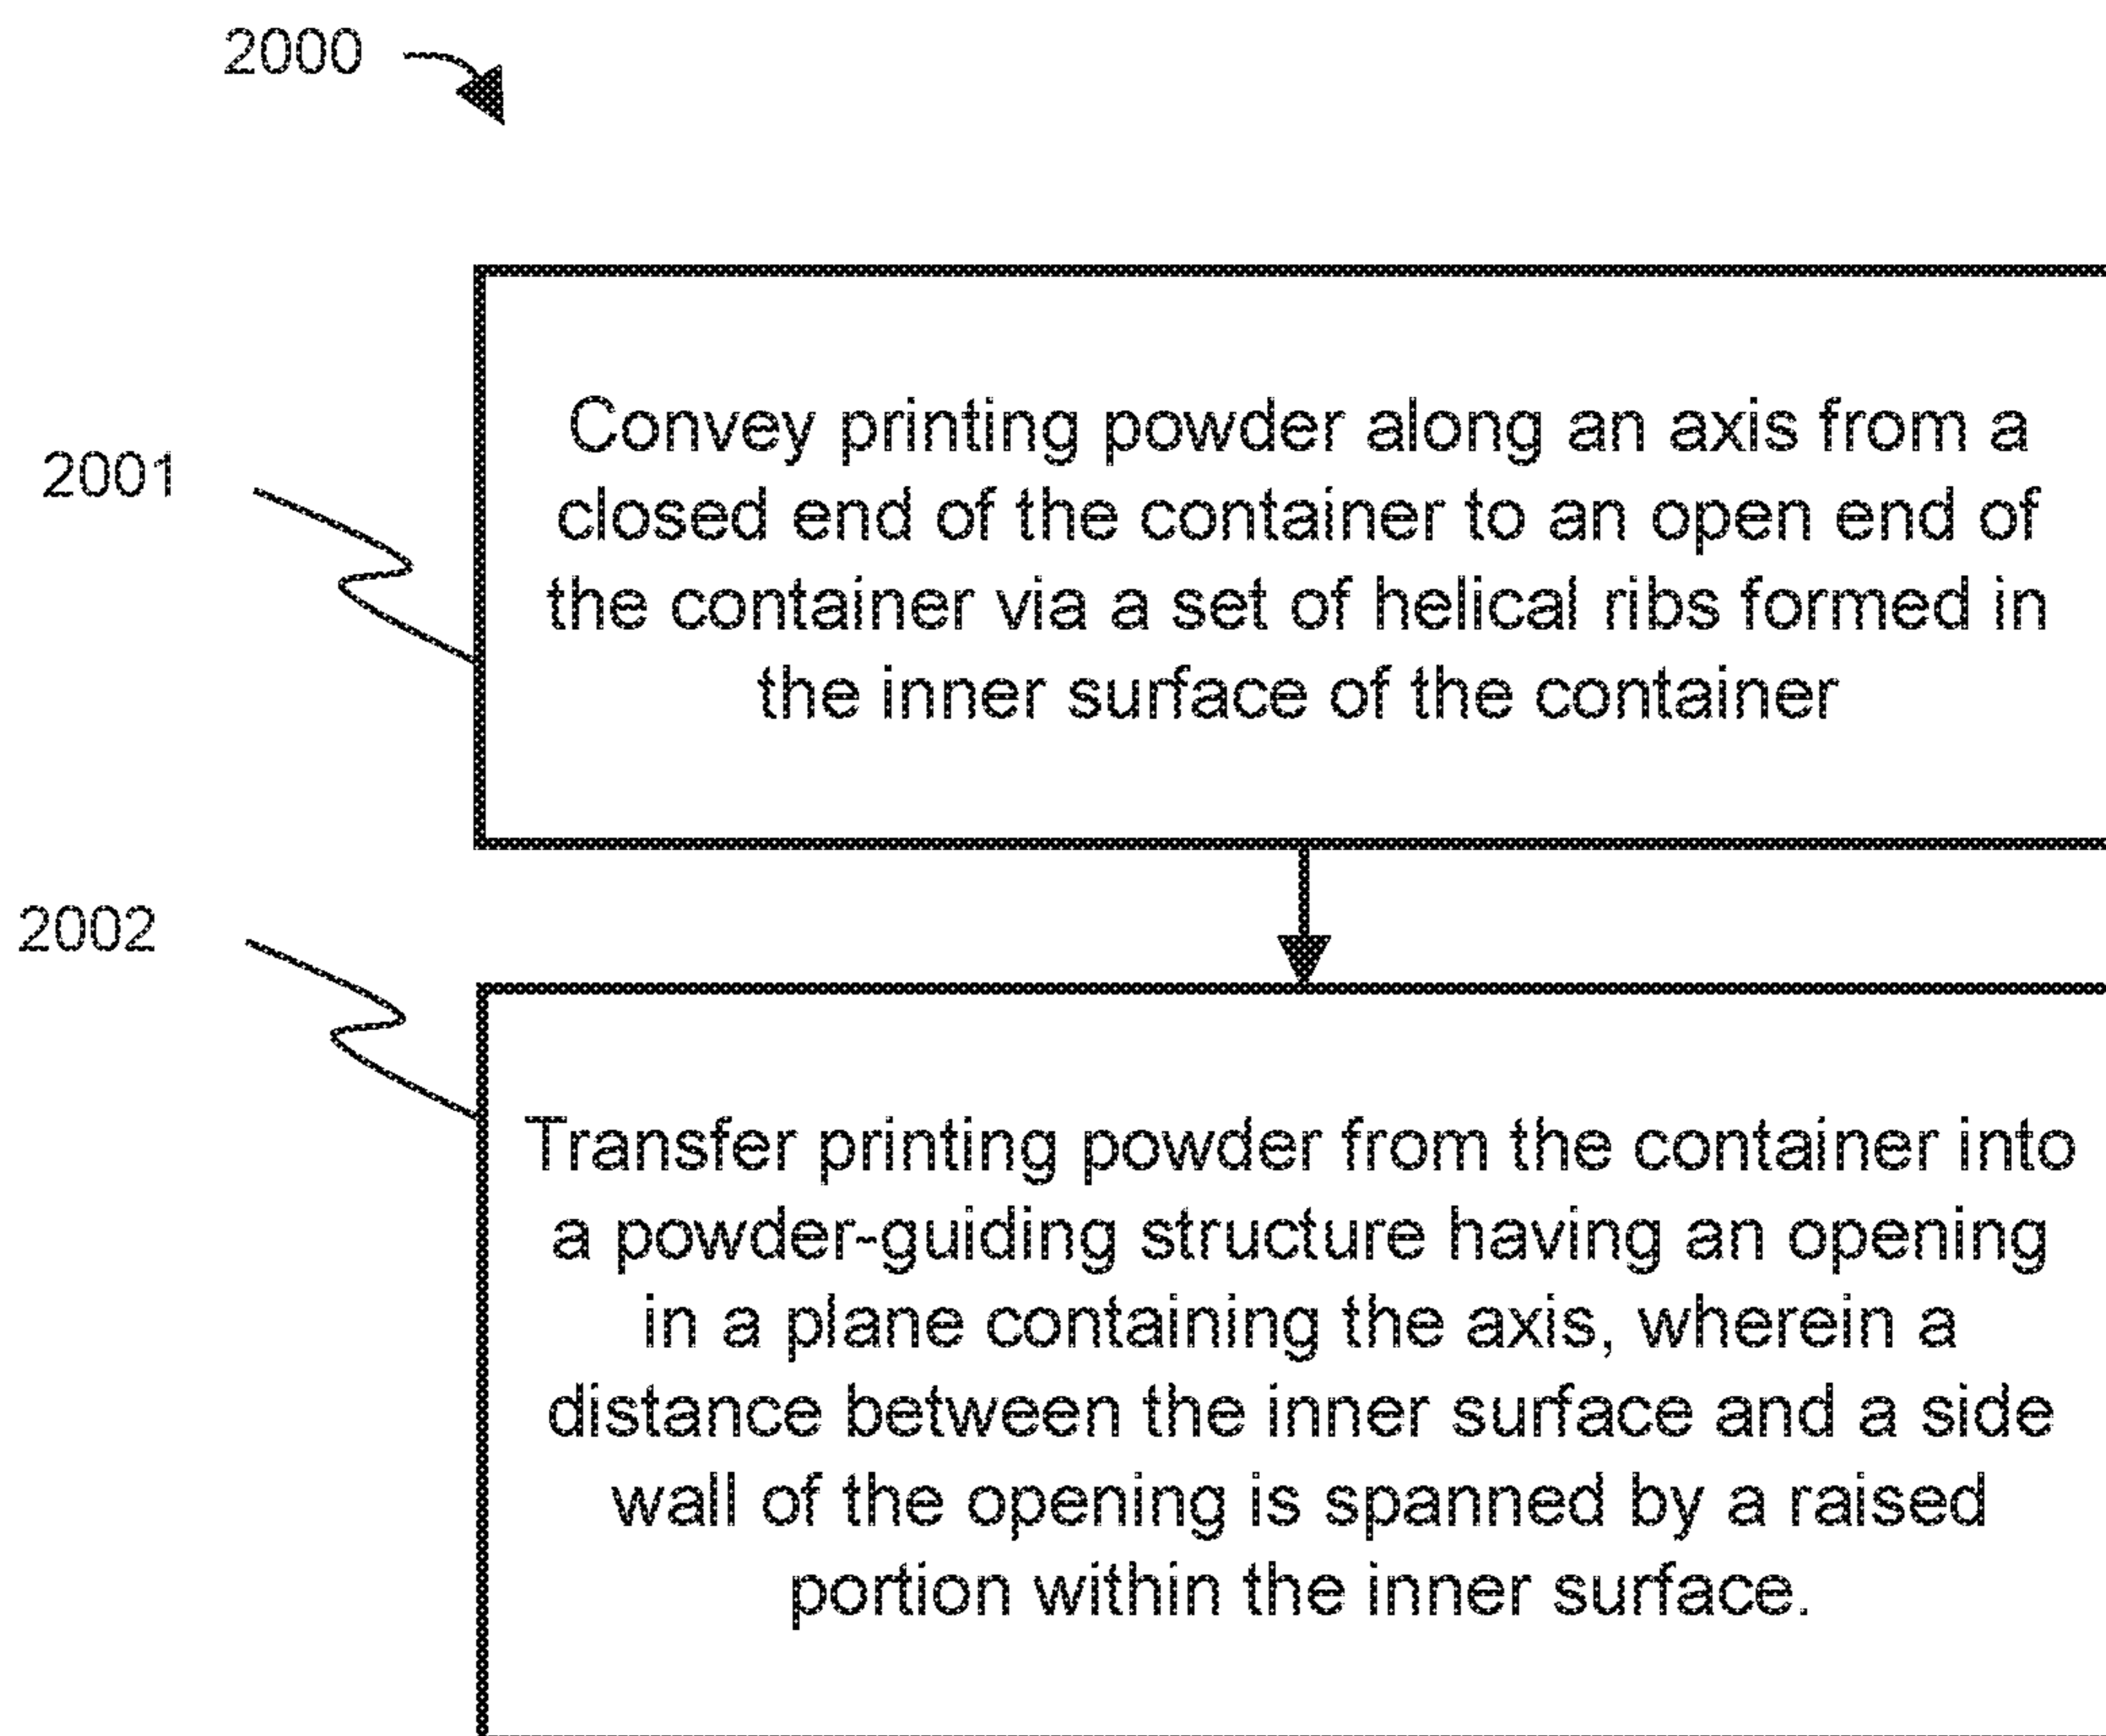 2000
2001
Convey printing powder along an axis from a
closed end of the container to an open end of
the container via a set of helical ribs formed in
the inner surface of the container
2002
Transfer printing powder from the container into
a powder-guiding structure having an opening
in a plane containing the axis, wherein a
distance between the inner surface and a side
wall of the opening is spanned by a raised
portion within the inner surface.